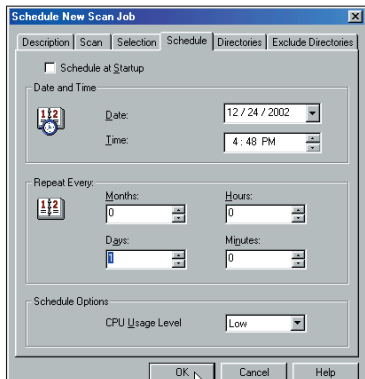 Schedule New Scan Job
Description Scan Selection Schedule Directories Exclude Directories
Schedule at Startup
Date and Time
Date: 12 / 24 / 2002
Time: 4 : 48 PM
Repeat Every:
Months: Hours:
0 0
Days: Minutes:
1 0
Schedule Options
CPU Usage Level Low
OK Cancel Help